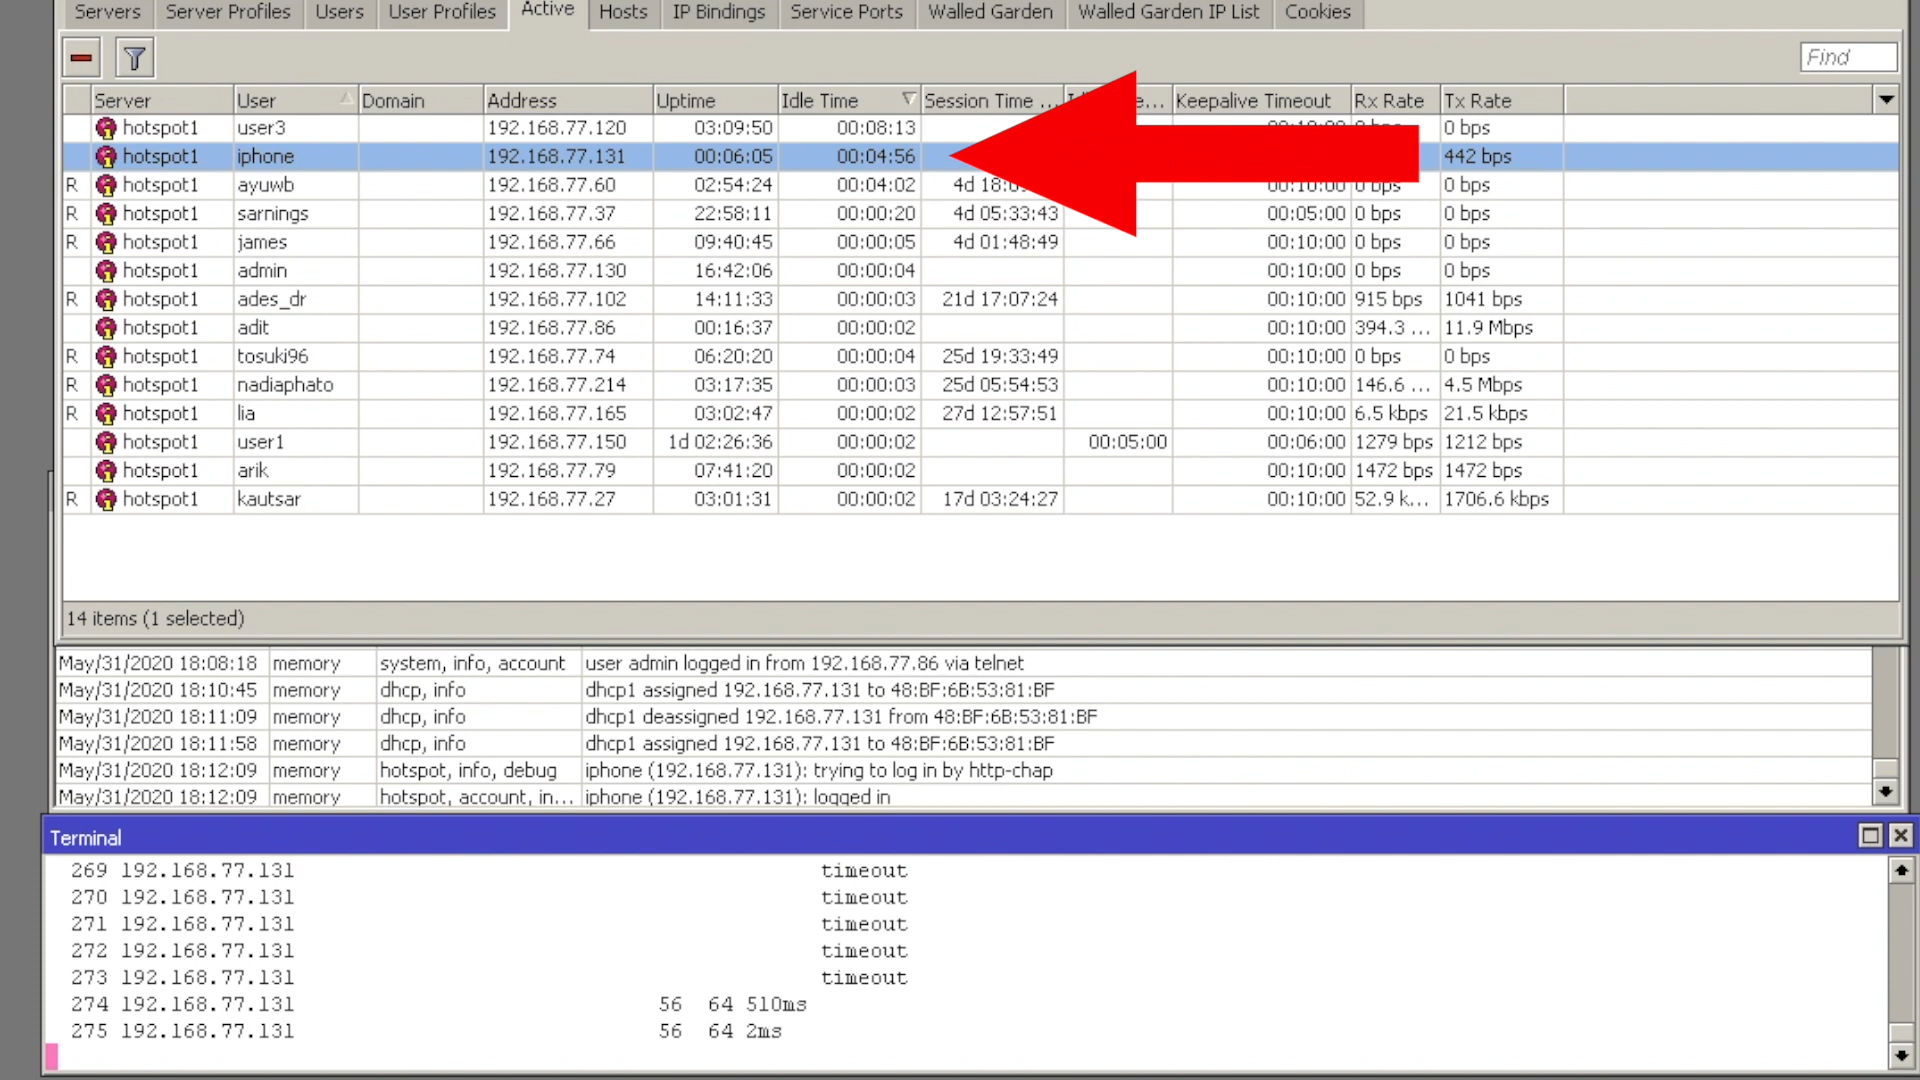 Servers Server Profiles Users User Profiles Active Hosts IP Bindings Service Ports Walled Garden Walled Garden IP List Cookies
Find
Server User Domain Address Uptime Idle Time Session Time ... Keepalive Timeout Rx Rate Tx Rate
hotspot1 user3 192.168.77.120 03:09:50 00:08:13 0 bps
hotspot1 iphone 192.168.77.131 00:06:05 00:04:56 442 bps
R hotspot1 ayuwb 192.168.77.60 02:54:24 00:04:02 00:10:00 0 bps 0 bps
R hotspot1 sarnings 192.168.77.37 22:58:11 00:00:20 4d 05:33:43 00:05:00 0 bps 0 bps
R hotspot1 james 192.168.77.66 09:40:45 00:00:05 4d 01:48:49 00:10:00 0 bps 0 bps
hotspot1 admin 192.168.77.130 16:42:06 00:00:04 00:10:00 0 bps 0 bps
R hotspot1 ades_dr 192.168.77.102 14:11:33 00:00:03 21d 17:07:24 00:10:00 915 bps 1041 bps
hotspot1 adit 192.168.77.86 00:16:37 00:00:02 00:10:00 394.3 ... 11.9 Mbps
R hotspot1 tosuki96 192.168.77.74 06:20:20 00:00:04 25d 19:33:49 00:10:00 0 bps 0 bps
R hotspot1 nadiaphato 192.168.77.214 03:17:35 00:00:03 25d 05:54:53 00:10:00 146.6 ... 4.5 Mbps
R hotspot1 lia 192.168.77.165 03:02:47 00:00:02 27d 12:57:51 00:10:00 6.5 kbps 21.5 kbps
hotspot1 user1 192.168.77.150 1d 02:26:36 00:00:02 00:05:00 00:06:00 1279 bps 1212 bps
hotspot1 arik 192.168.77.79 07:41:20 00:00:02 00:10:00 1472 bps 1472 bps
R hotspot1 kautsar 192.168.77.27 03:01:31 00:00:02 17d 03:24:27 00:10:00 52.9 k... 1706.6 kbps
14 items (1 selected)
May/31/2020 18:08:18 memory system, info, account user admin logged in from 192.168.77.86 via telnet
May/31/2020 18:10:45 memory dhcp, info dhcp1 assigned 192.168.77.131 to 48:BF:6B:53:81:BF
May/31/2020 18:11:09 memory dhcp, info dhcp1 deassigned 192.168.77.131 from 48:BF:6B:53:81:BF
May/31/2020 18:11:58 memory dhcp, info dhcp1 assigned 192.168.77.131 to 48:BF:6B:53:81:BF
May/31/2020 18:12:09 memory hotspot, info, debug iphone (192.168.77.131): trying to log in by http-chap
May/31/2020 18:12:09 memory hotspot, account, in... iphone (192.168.77.131): logged in
Terminal
269 192.168.77.131 timeout
270 192.168.77.131 timeout
271 192.168.77.131 timeout
272 192.168.77.131 timeout
273 192.168.77.131 timeout
274 192.168.77.131 56 64 510ms
275 192.168.77.131 56 64 2ms